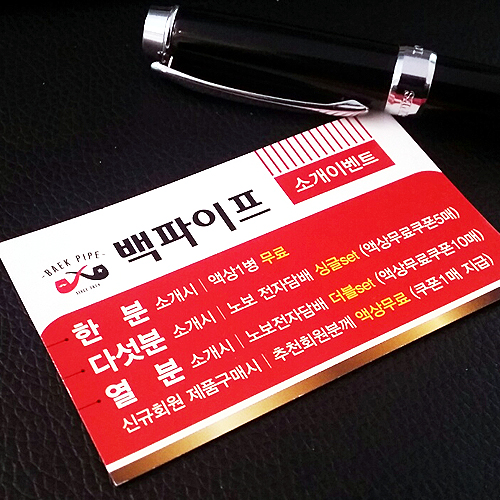 소개이벤트
-BAEK PIPE-
백파이프
한 분 소개시 | 액상1병 무료
다섯분 소개시 | 노보 전자담배 싱글set (액상무료쿠폰5매)
열 분 소개시 | 노보전자담배 더블set (액상무료쿠폰10매)
신규회원 제품구매시 | 추천회원분께 액상무료 (쿠폰1매 지급)